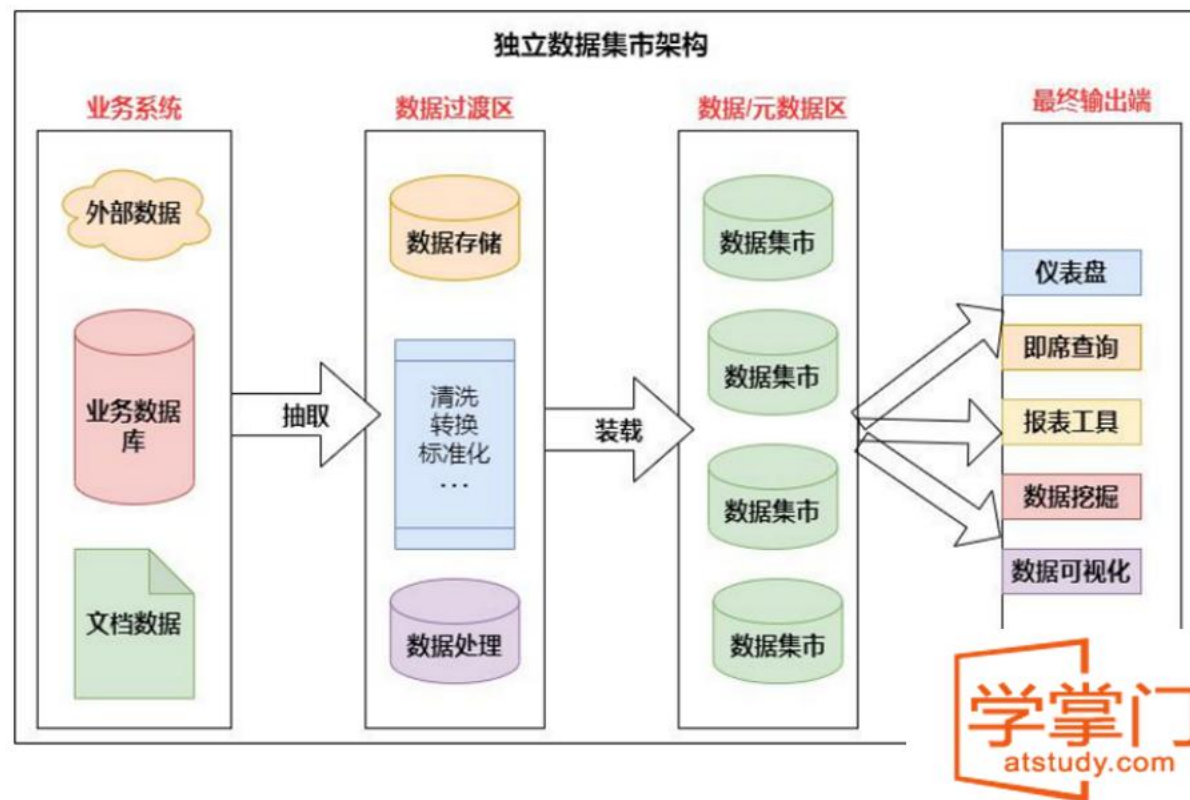 独立数据集市架构
业务系统
数据过渡区
数据/元数据区
最终输出端
外部数据
业务数据
库
文档数据
抽取
数据存储
清洗
转换
标准化
...
数据处理
装载
数据集市
数据集市
数据集市
数据集市
仪表盘
即席查询
报表工具
数据挖掘
数据可视化
学掌门
atstudy.com